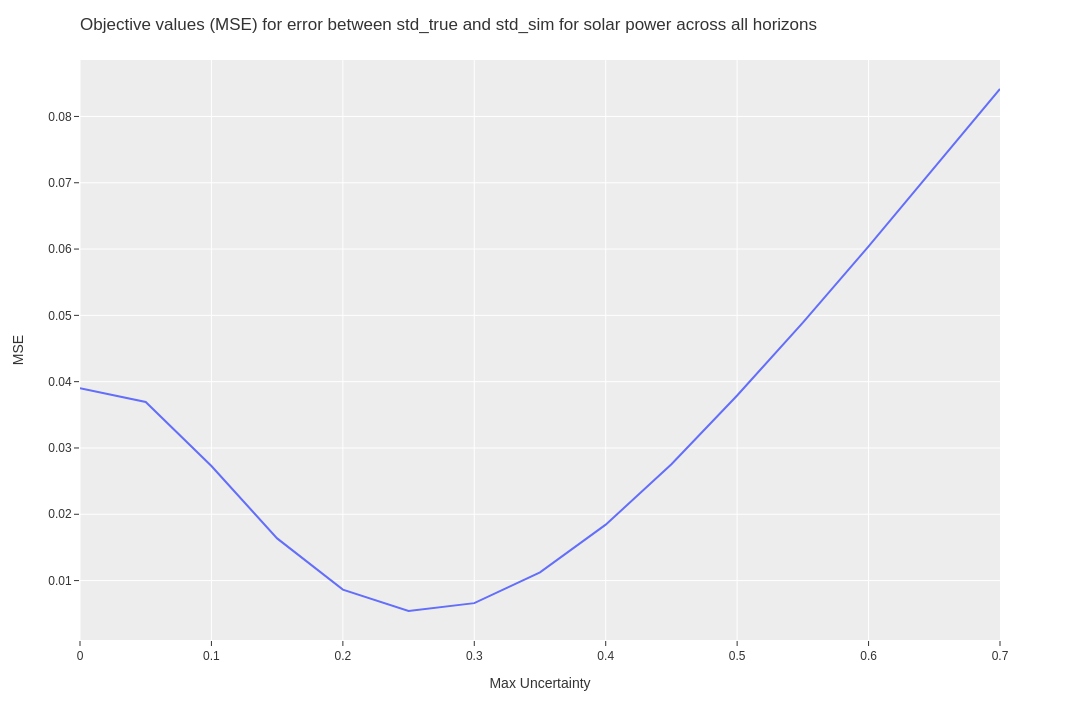 Objective values (MSE) for error between std_true and std_sim for solar power across all horizons
0.08
0.07
0.06
0.05
0.04
0.03
0.02
0.01
MSE
0 0.1 0.2 0.3 0.4 0.5 0.6 0.7
Max Uncertainty